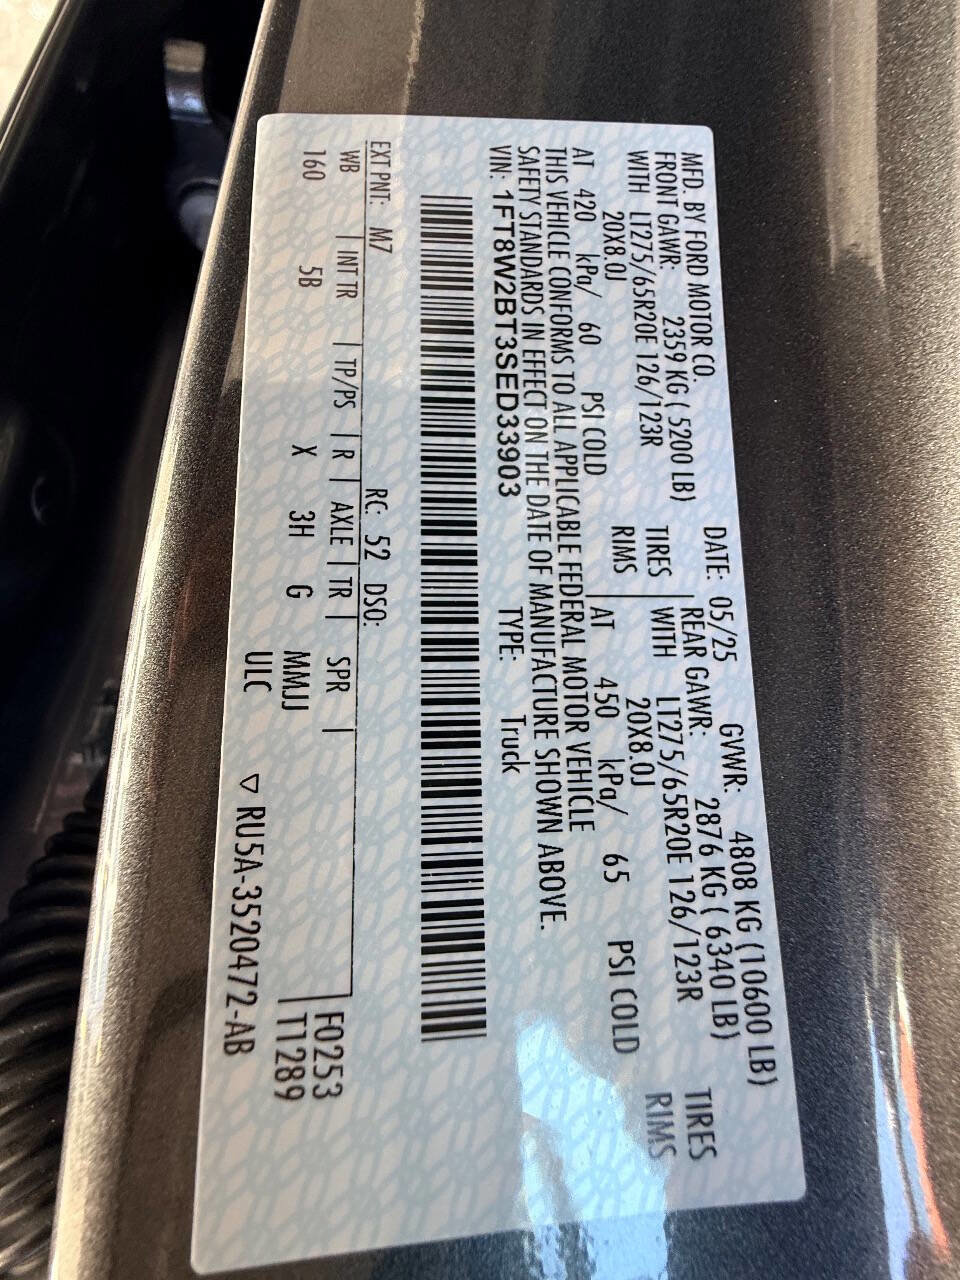 MFD. BY FORD MOTOR CO.
DATE: 05/25 GVWR: 4808 KG (10600 LB)
FRONT GAWR: 2359 KG (5200 LB) REAR GAWR: 2876 KG (6340 LB)
WITH LT275/65R20E 126/123R TIRES WITH LT275/65R20E 126/123R TIRES
20X8.0J RIMS 20X8.0J RIMS
AT 420 kPa/ 60 PSI COLD AT 450 kPa/ 65 PSI COLD
THIS VEHICLE CONFORMS TO ALL APPLICABLE FEDERAL MOTOR VEHICLE
SAFETY STANDARDS IN EFFECT ON THE DATE OF MANUFACTURE SHOWN ABOVE.
VIN: 1FT8W2BT3SED33903 TYPE: Truck
EXT PNT: M7 RC: 52 DSO:
WB | INT TR | TP/PS | R | AXLE | TR | SPR | F0253
160 5B X 3H G MMJJ T1289
ULC ▽ RU5A-3520472-AB